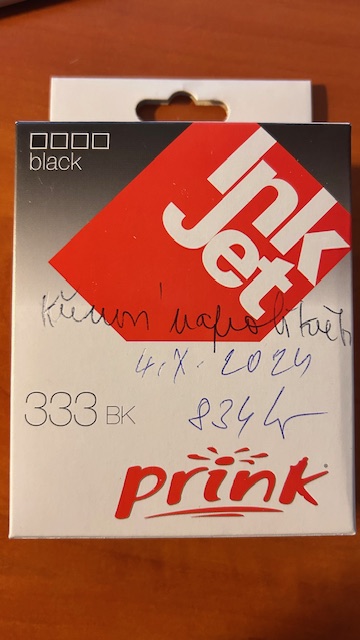 black
Ink
Jet
4. X. 2024
333 BK
834
prink